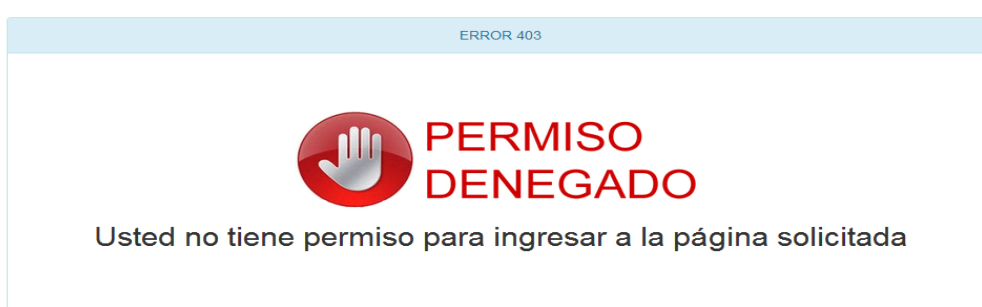 ERROR 403
PERMISO
DENEGADO
Usted no tiene permiso para ingresar a la página solicitada